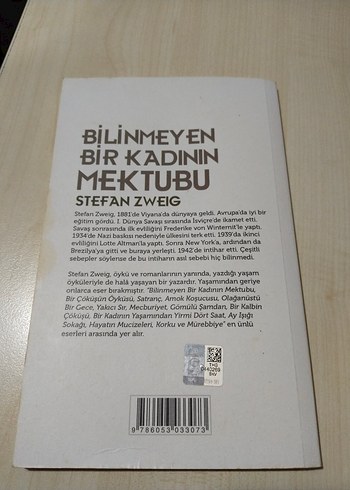 BİLİNMEYEN
BİR KADININ
MEKTUBU
STEFAN ZWEIG
Stefan Zweig, 1881'de Viyana'da dünyaya geldi. Avrupa'da iyi bir
eğitim gördü. I. Dünya Savaşı sırasında İsviçre'de ikamet etti.
Savaş sonrasında ilk evliliğini Frederike von Winternit'le yaptı.
1934'de Nazi baskısı nedeniyle ülkesini terk etti. 1939'da ikinci
evliliğini Lotte Altman'la yaptı. Sonra New York'a, ardından da
Brezilya'ya gitti ve buraya yerleşti. 1942'de intihar etti. Çeşitli
sebepler söylense de bu intiharın asıl sebebi hiç bilinmedi.
Stefan Zweig, öykü ve romanlarının yanında, yazdığı yaşam
öyküleriyle de halâ yaşayan bir yazardır. Yaşamından geriye
onlarca eser bırakmıştır. "Bilinmeyen Bir Kadının Mektubu,
Bir Çöküşün Öyküsü, Satranç, Amok Koşucusu, Olağanüstü
Bir Gece, Yakıcı Sır, Mecburiyet, Gömülü Şamdan, Bir Kalbin
Çöküşü, Bir Kadının Yaşamından Yirmi Dört Saat, Ay Işığı
Sokağı, Hayatın Mucizeleri, Korku ve Mürebbiye" en ünlü
eserleri arasında yer alır.
9 786053 033073